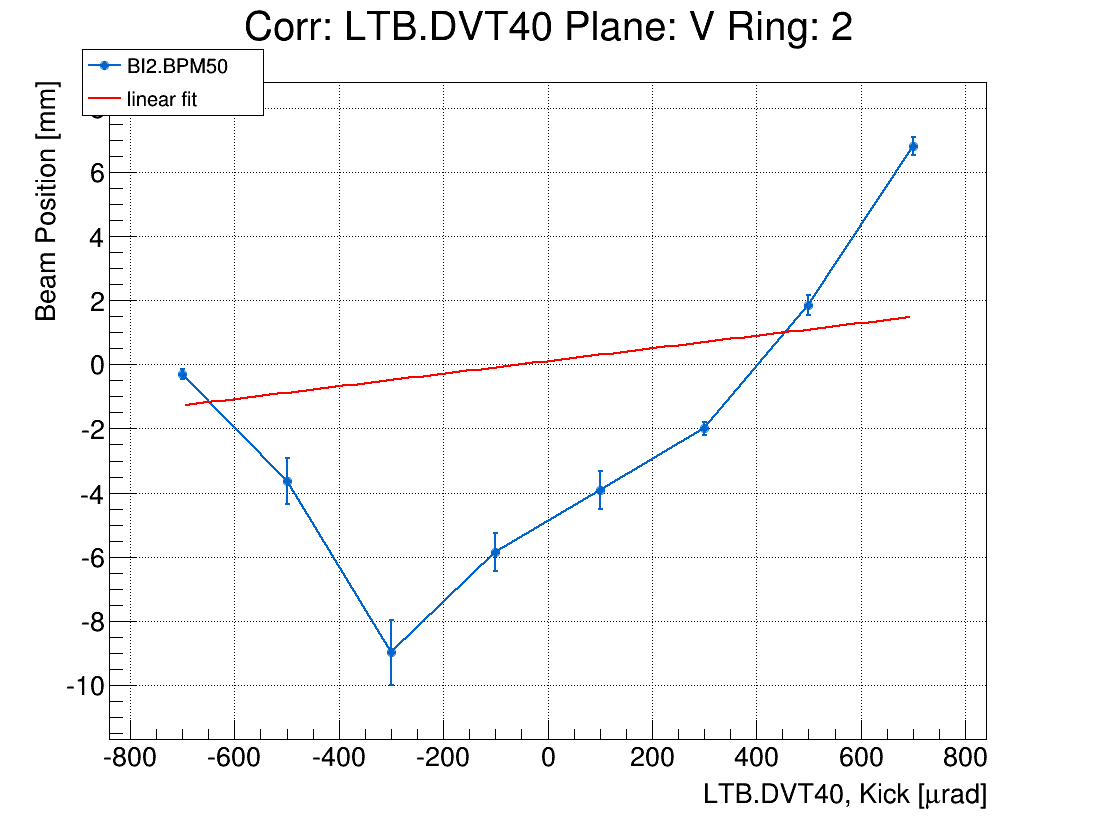 Corr: LTB.DVT40 Plane: V Ring: 2
BI2.BPM50
linear fit
Beam Position [mm]
6
4
2
0
-2
-4
-6
-8
-10
-800 -600 -400 -200 0 200 400 600 800
LTB.DVT40, Kick [μrad]